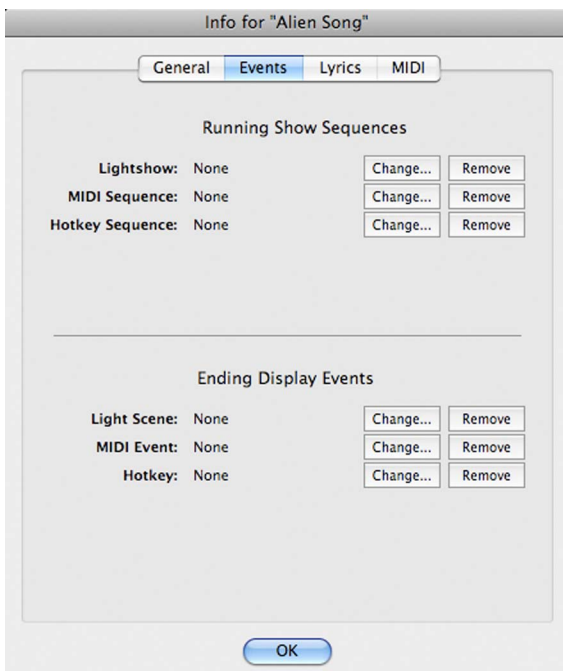 Info for "Alien Song"
General Events Lyrics MIDI
Running Show Sequences
Lightshow: None Change... Remove
MIDI Sequence: None Change... Remove
Hotkey Sequence: None Change... Remove
Ending Display Events
Light Scene: None Change... Remove
MIDI Event: None Change... Remove
Hotkey: None Change... Remove
OK